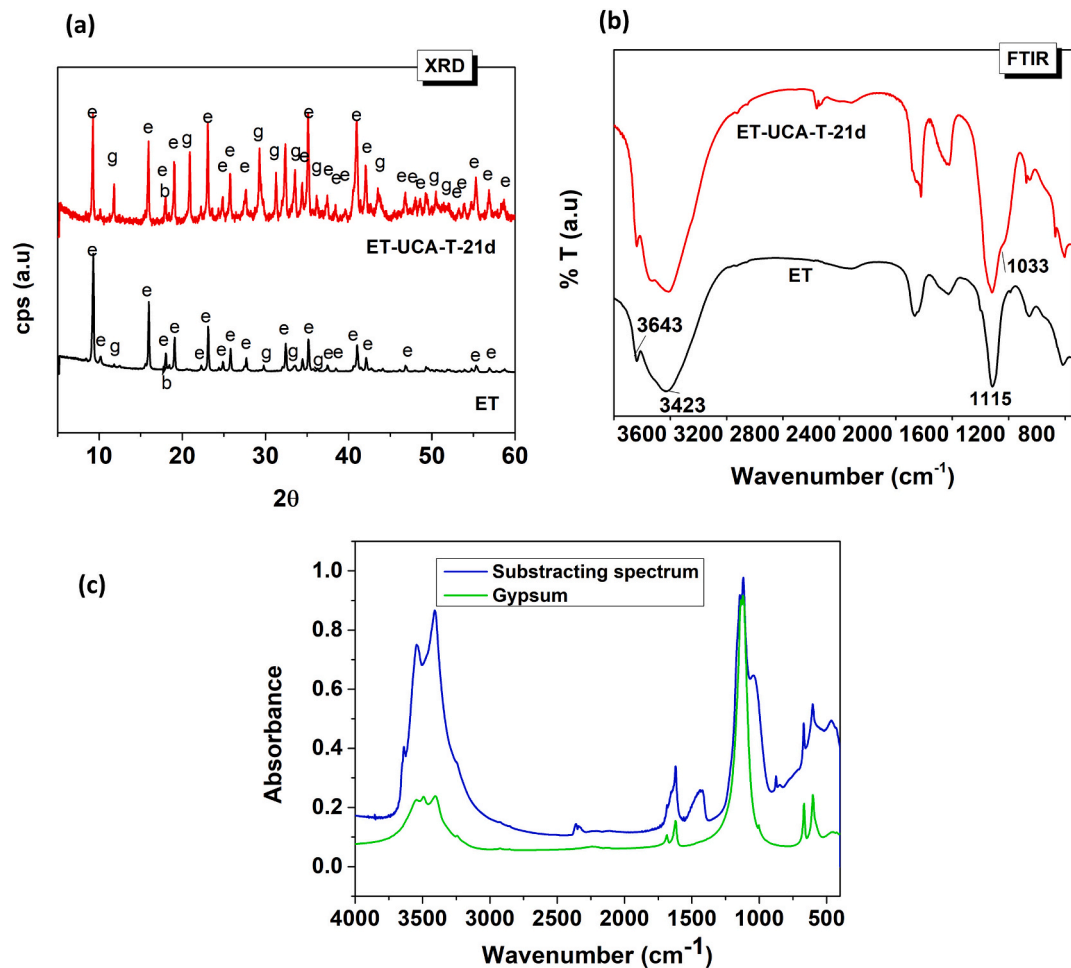 (a)
XRD
e
e
e
e
e
g
g
e
g
g
e
g
e
e
e
e
g
e
e
g
e
e
g
e
e
e
e
e
g
g
e
e
e
b
ET-UCA-T-21d
e
e
e
g
e
e
e
e
e
e
e
g
e
g
e
g
e
e
e
e
e
e
b
ET
cps (a.u)
10 20 30 40 50 60
2θ
(b)
FTIR
ET-UCA-T-21d
1033
ET
3643
3423
1115
% T (a.u)
3600 3200 2800 2400 2000 1600 1200 800
Wavenumber (cm-1)
(c)
Substracting spectrum
Gypsum
1.0
0.8
0.6
0.4
0.2
0.0
Absorbance
4000 3500 3000 2500 2000 1500 1000 500
Wavenumber (cm-1)